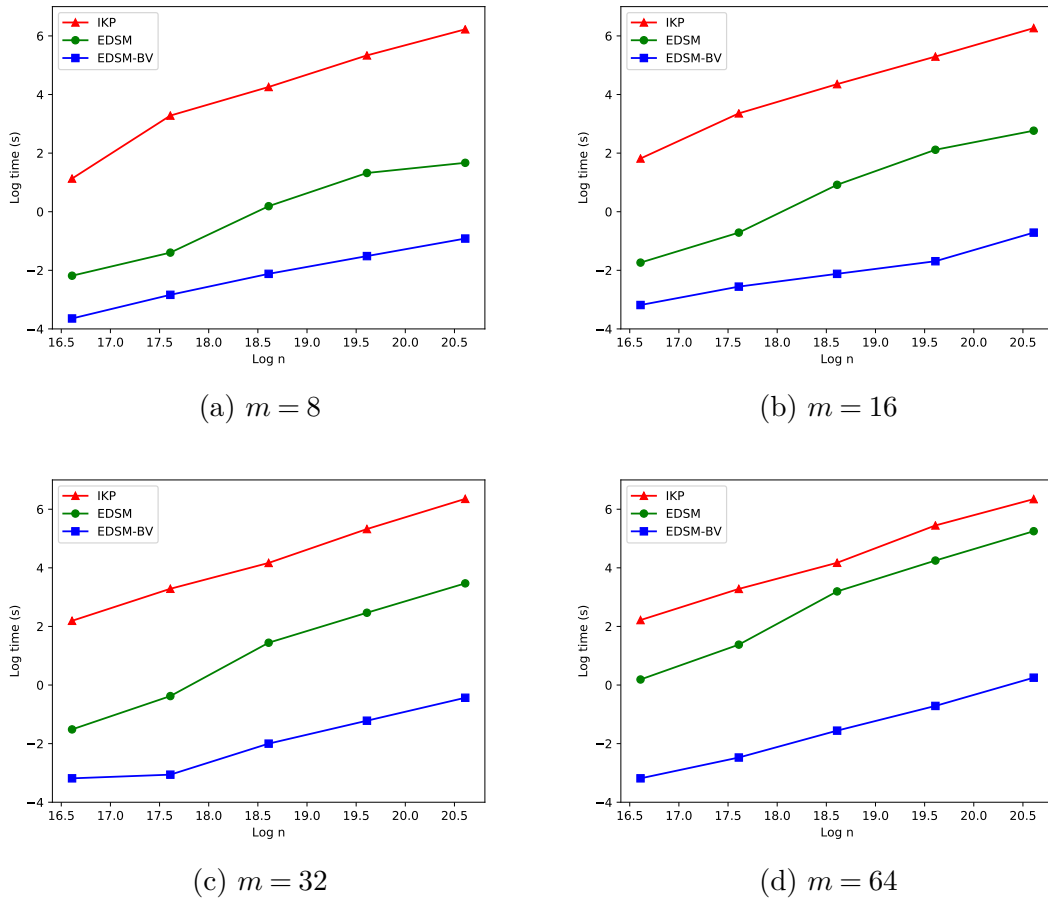 IKP
EDSM
EDSM-BV
6
4
2
0
−2
−4
Log time (s)
16.5 17.0 17.5 18.0 18.5 19.0 19.5 20.0 20.5
Log n
(a) m = 8
IKP
EDSM
EDSM-BV
6
4
2
0
−2
−4
Log time (s)
16.5 17.0 17.5 18.0 18.5 19.0 19.5 20.0 20.5
Log n
(b) m = 16
IKP
EDSM
EDSM-BV
6
4
2
0
−2
−4
Log time (s)
16.5 17.0 17.5 18.0 18.5 19.0 19.5 20.0 20.5
Log n
(c) m = 32
IKP
EDSM
EDSM-BV
6
4
2
0
−2
−4
Log time (s)
16.5 17.0 17.5 18.0 18.5 19.0 19.5 20.0 20.5
Log n
(d) m = 64